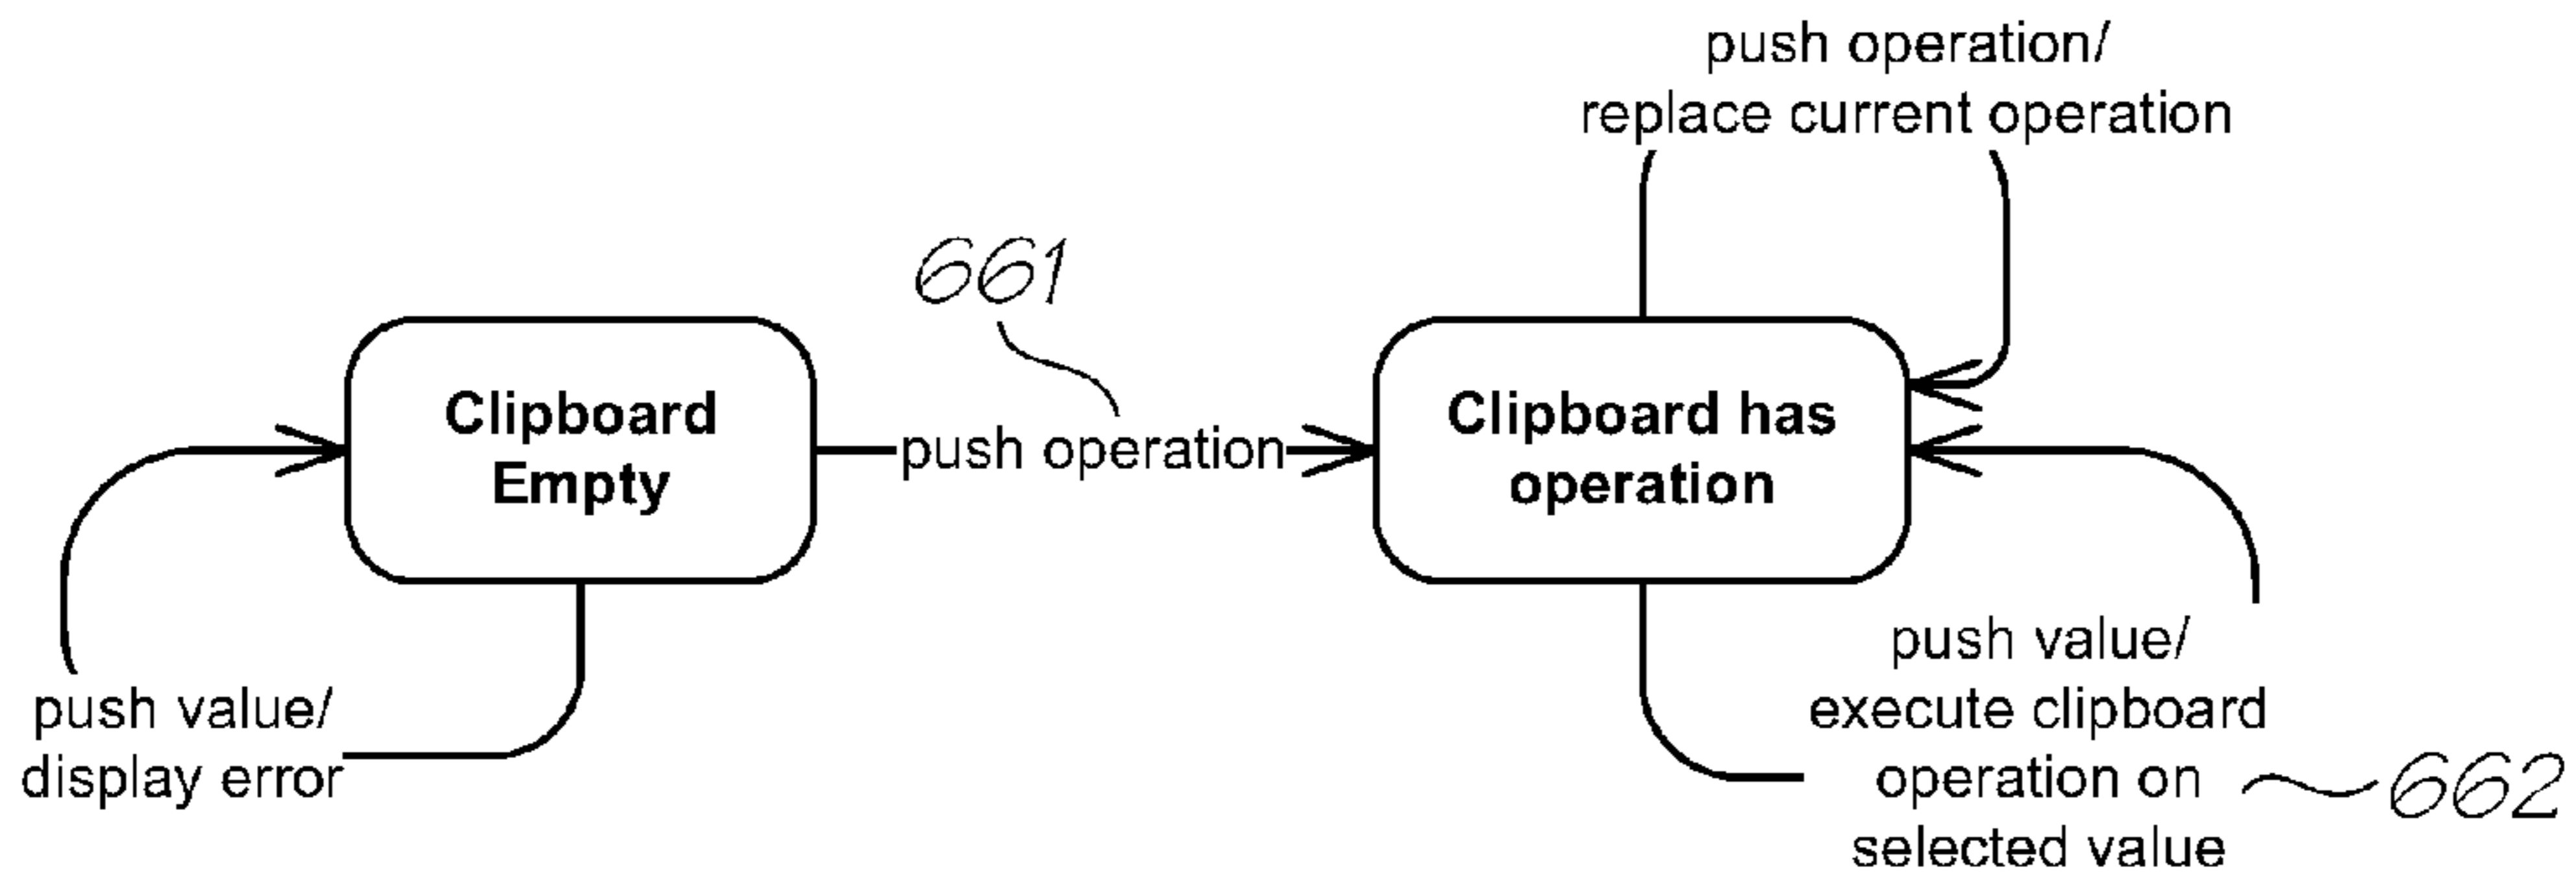 push operation/
replace current operation
661
Clipboard
Empty
push operation
Clipboard has
operation
push value/
display error
push value/
execute clipboard
operation on
selected value
662